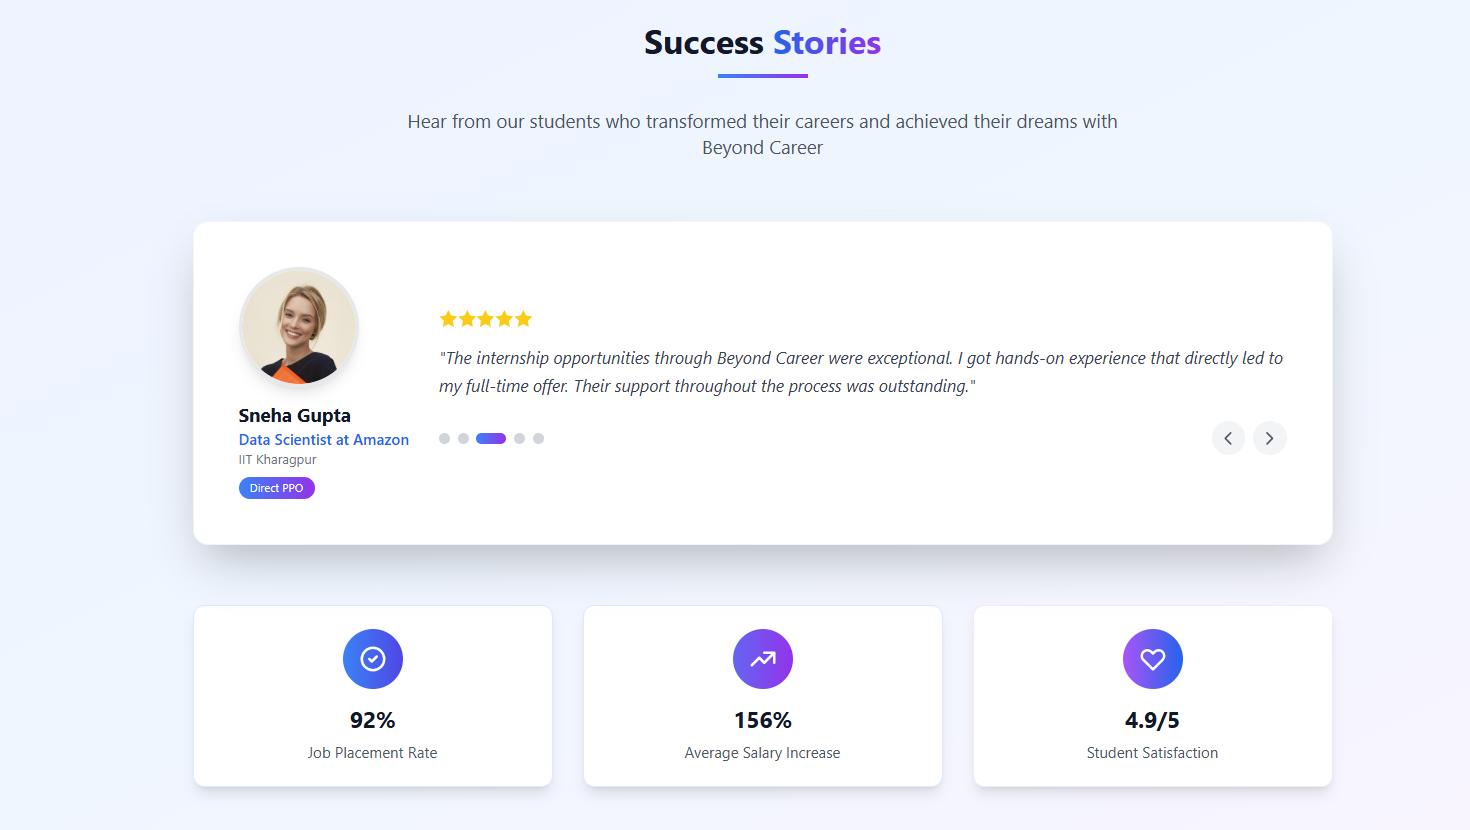 Success Stories
Hear from our students who transformed their careers and achieved their dreams with
Beyond Career
"The internship opportunities through Beyond Career were exceptional. I got hands-on experience that directly led to
my full-time offer. Their support throughout the process was outstanding."
Sneha Gupta
Data Scientist at Amazon
IIT Kharagpur
Direct PPO
92%
Job Placement Rate
156%
Average Salary Increase
4.9/5
Student Satisfaction